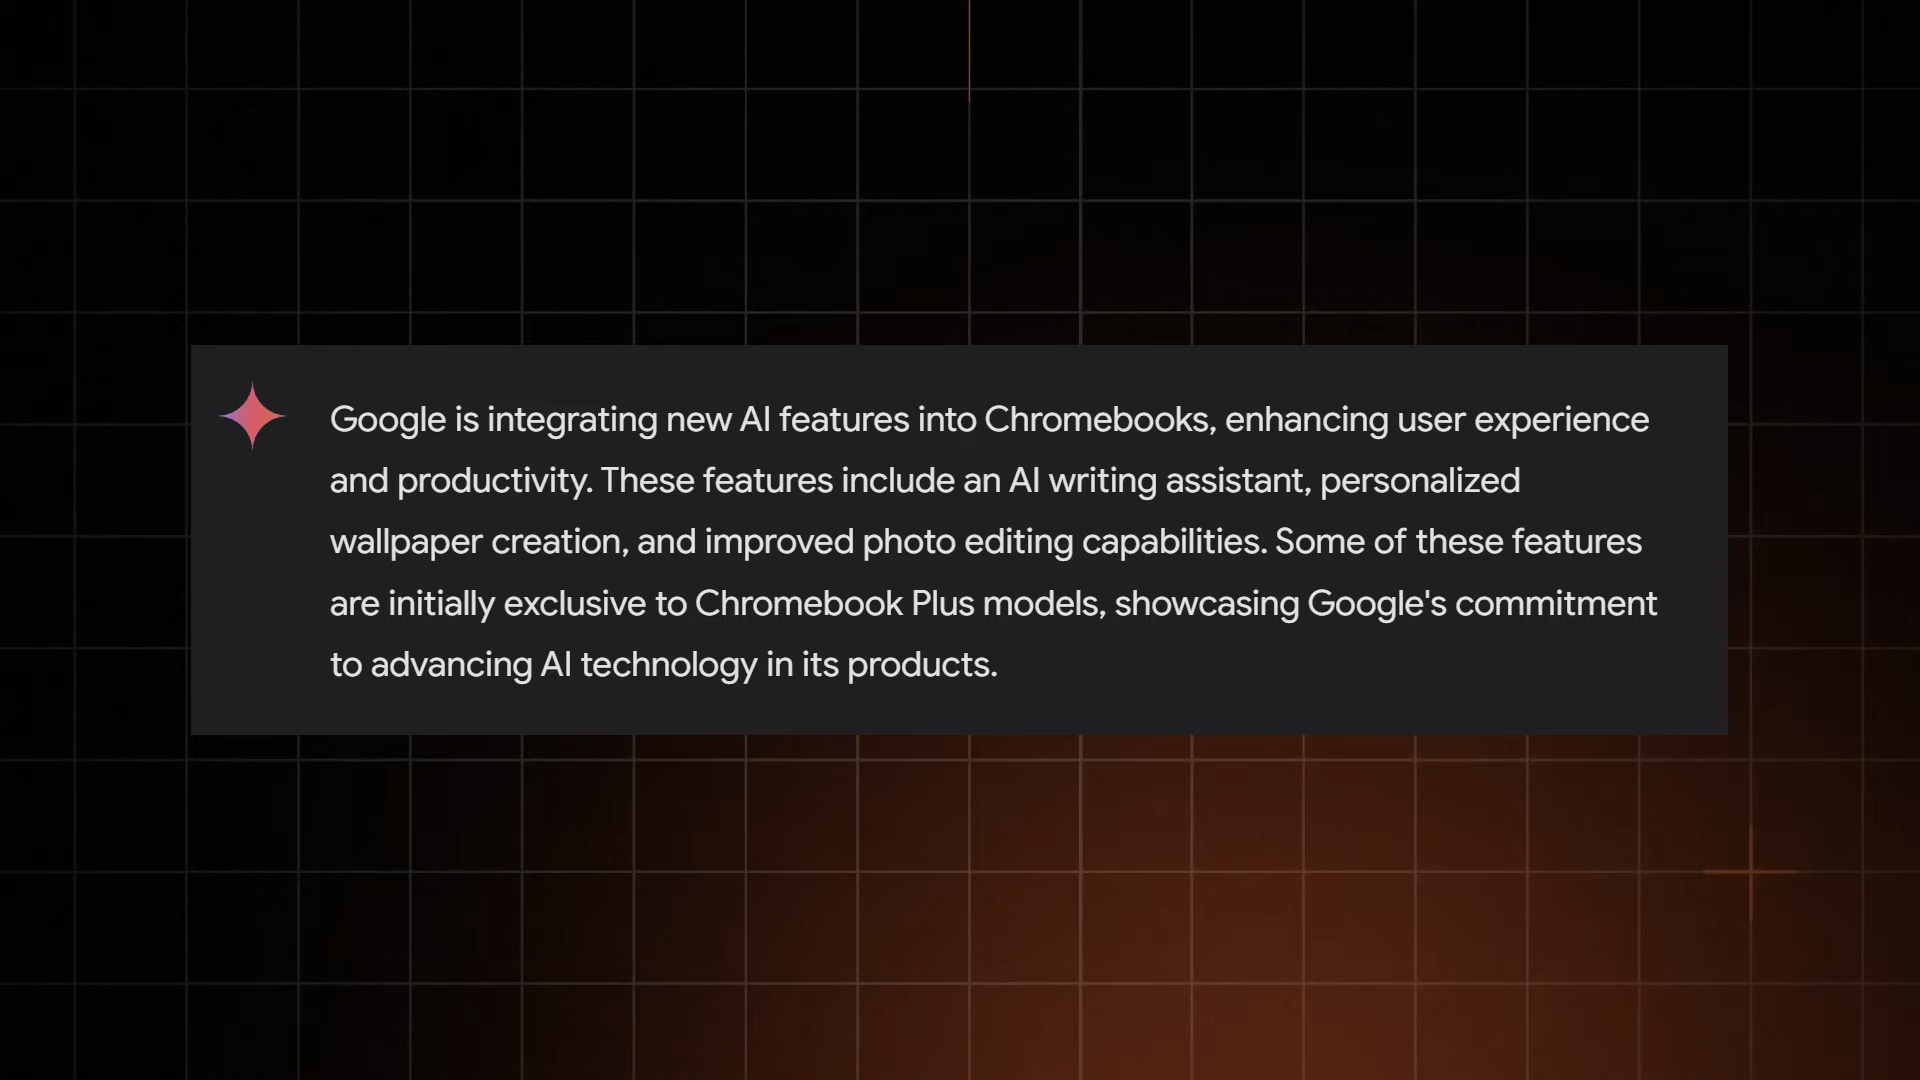 Google is integrating new AI features into Chromebooks, enhancing user experience
and productivity. These features include an AI writing assistant, personalized
wallpaper creation, and improved photo editing capabilities. Some of these features
are initially exclusive to Chromebook Plus models, showcasing Google's commitment
to advancing AI technology in its products.